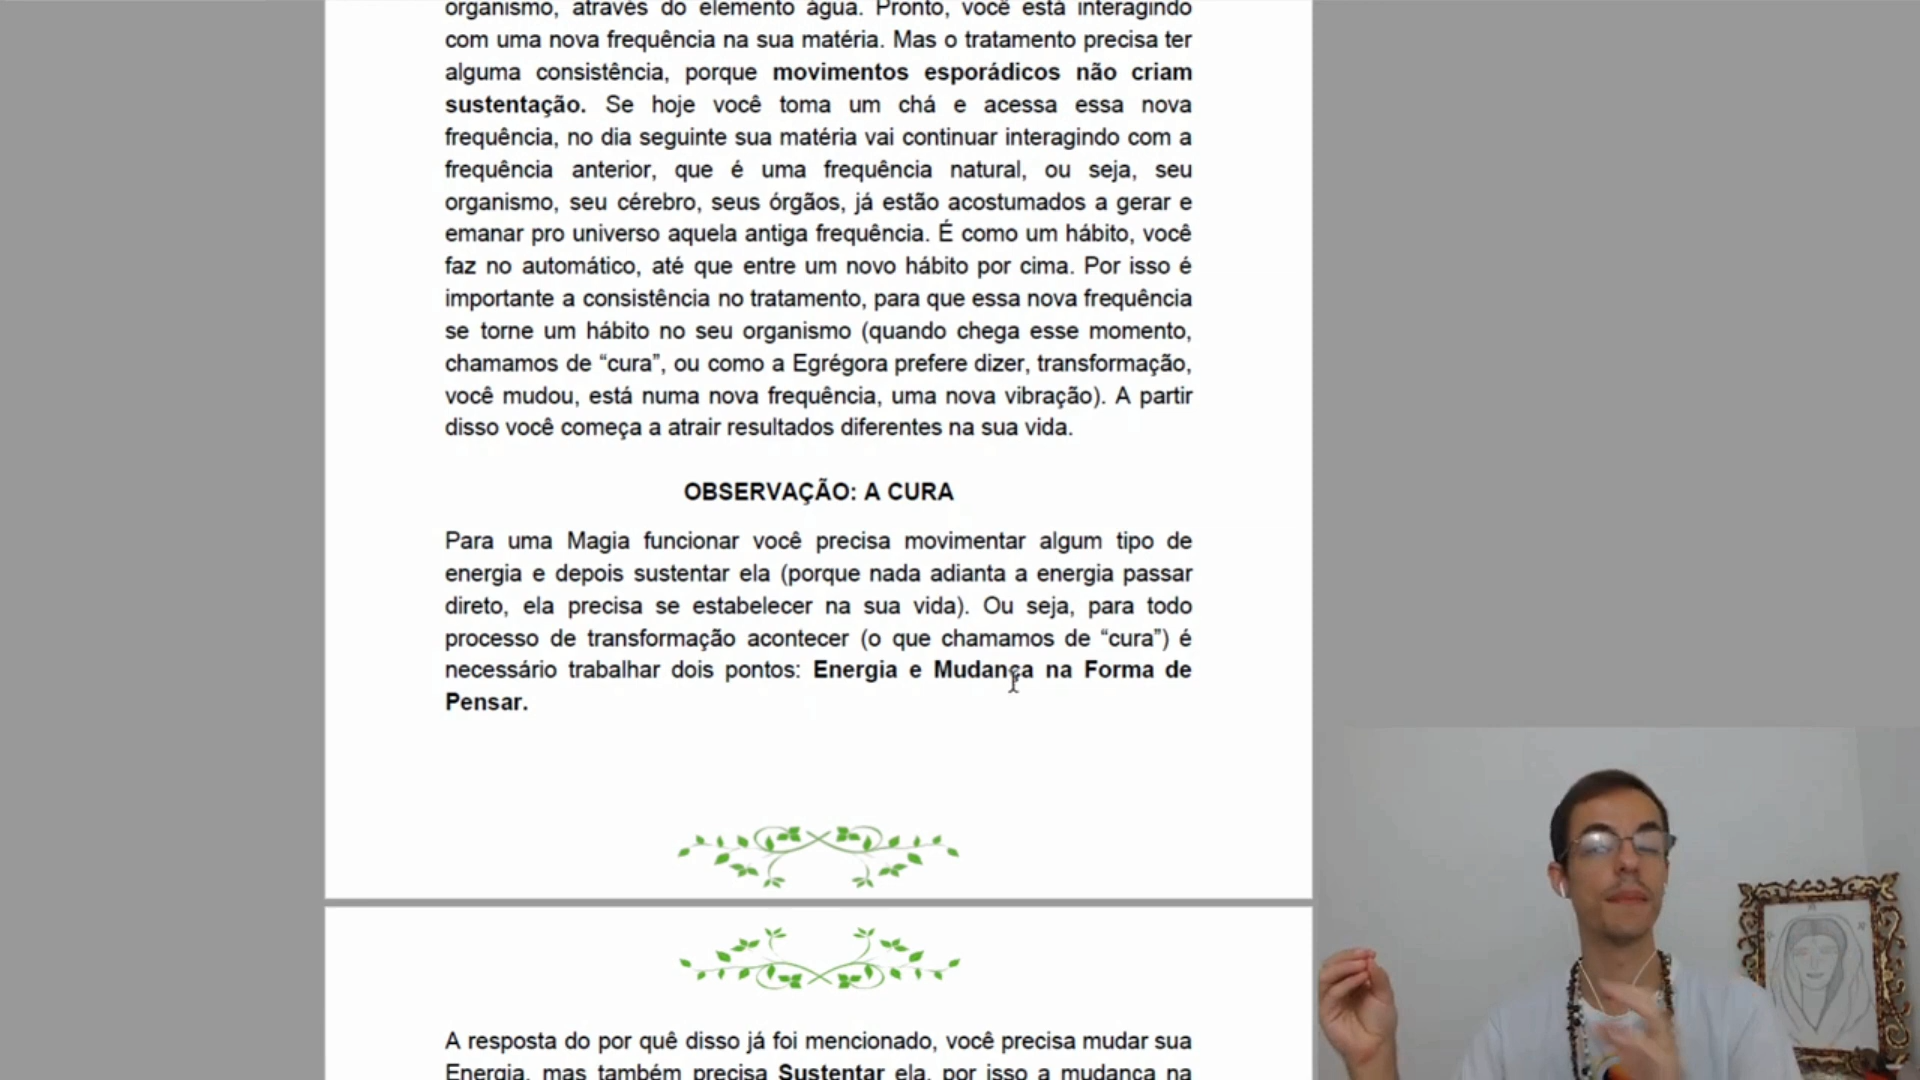 organismo, através do elemento água. Pronto, você está interagindo
com uma nova frequência na sua matéria. Mas o tratamento precisa ter
alguma consistência, porque movimentos esporádicos não criam
sustentação. Se hoje você toma um chá e acessa essa nova
frequência, no dia seguinte sua matéria vai continuar interagindo com a
frequência anterior, que é uma frequência natural, ou seja, seu
organismo, seu cérebro, seus órgãos, já estão acostumados a gerar e
emanar pro universo aquela antiga frequência. É como um hábito, você
faz no automático, até que entre um novo hábito por cima. Por isso é
importante a consistência no tratamento, para que essa nova frequência
se torne um hábito no seu organismo (quando chega esse momento,
chamamos de “cura”, ou como a Egrégora prefere dizer, transformação,
você mudou, está numa nova frequência, uma nova vibração). A partir
disso você começa a atrair resultados diferentes na sua vida.
OBSERVAÇÃO: A CURA
Para uma Magia funcionar você precisa movimentar algum tipo de
energia e depois sustentar ela (porque nada adianta a energia passar
direto, ela precisa se estabelecer na sua vida). Ou seja, para todo
processo de transformação acontecer (o que chamamos de “cura”) é
necessário trabalhar dois pontos: Energia e Mudança na Forma de
Pensar.
A resposta do por quê disso já foi mencionado, você precisa mudar sua
Energia, mas também precisa Sustentar ela, por isso a mudança na